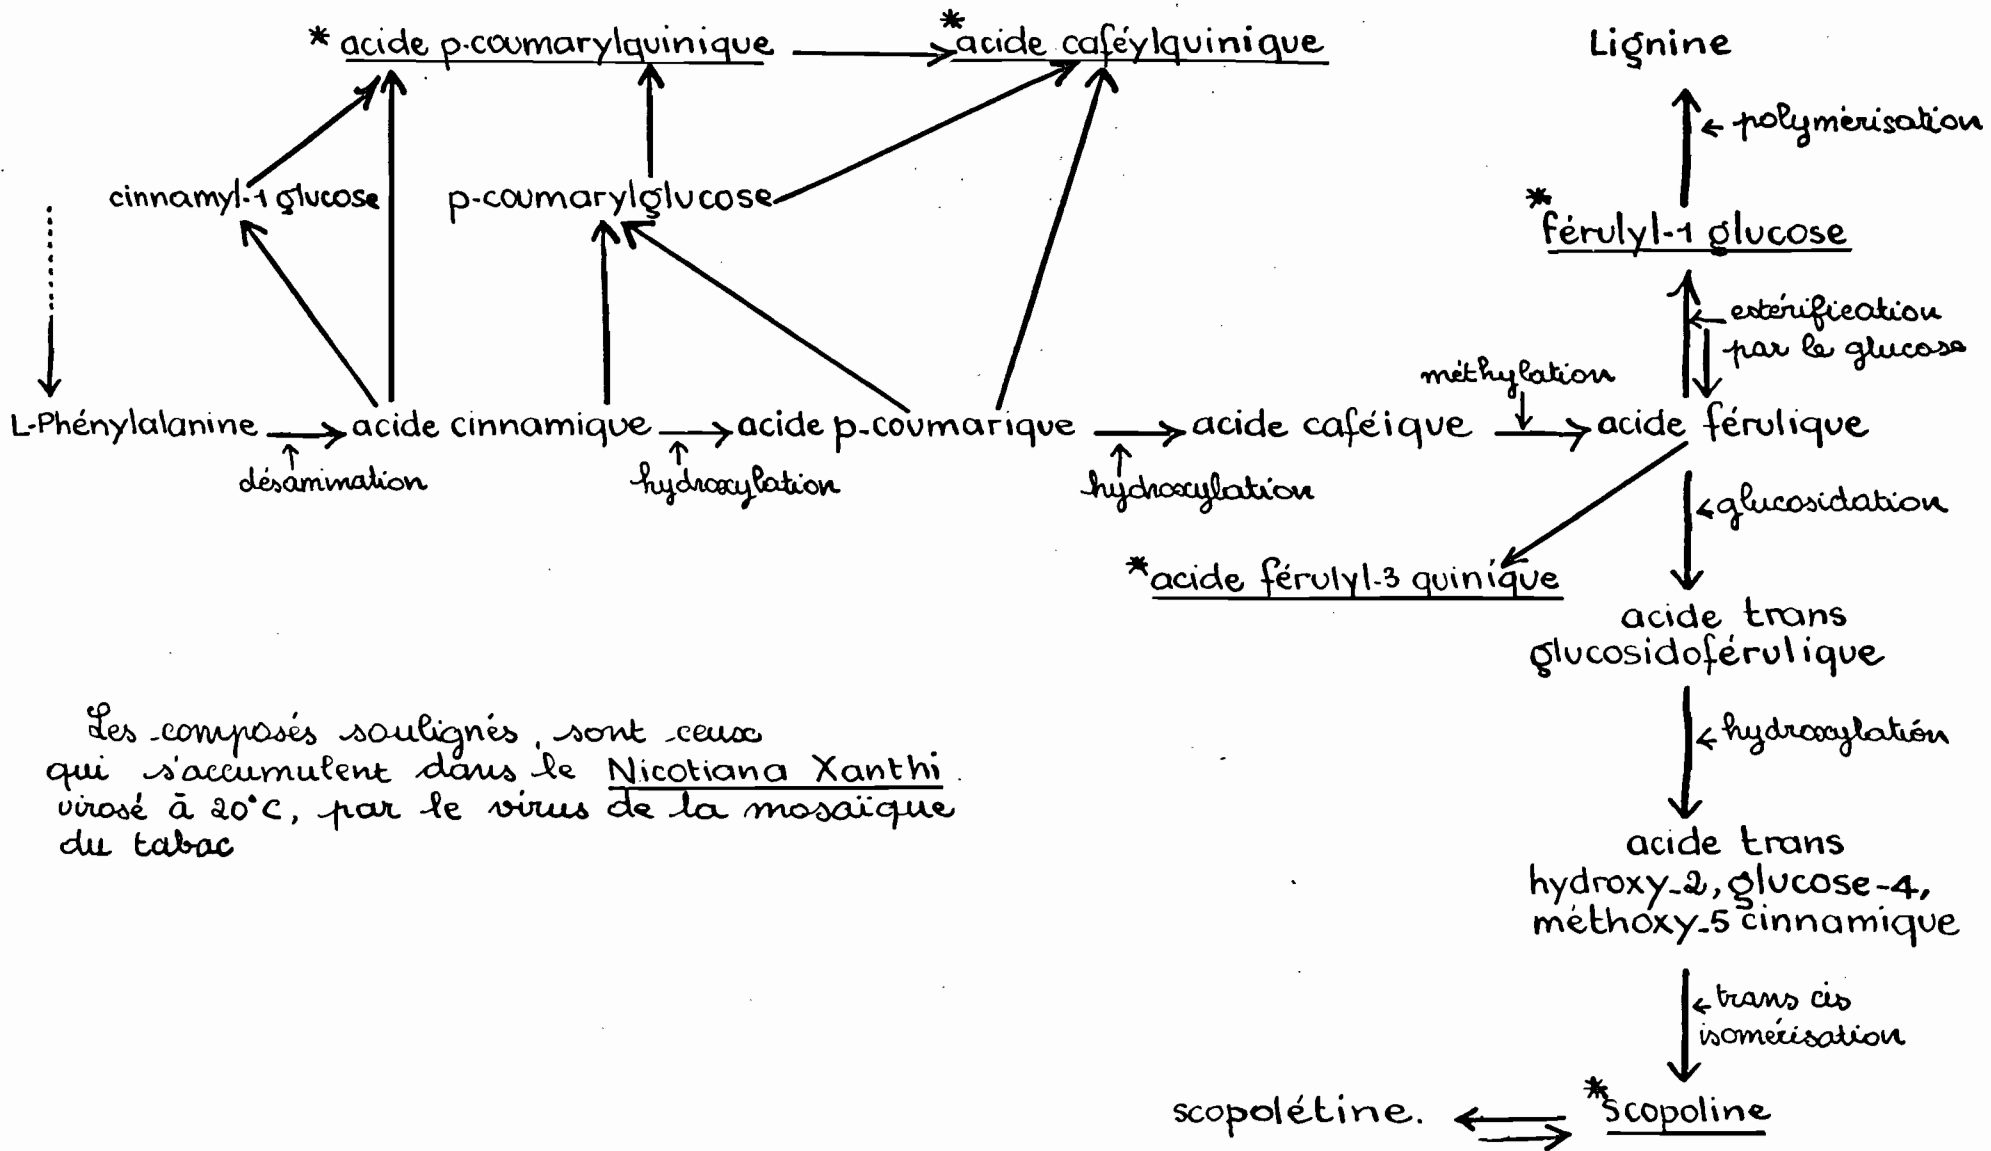 * acide p-coumarylquinique
* acide caféylquinique
Lignine
polymérisation
cinnamyl-1 glucose
p-coumarylglucose
* férulyl-1 glucose
estérification
par le glucose
méthylation
L-Phénylalanine
acide cinnamique
acide p-coumarique
acide caféique
acide férulique
désamination
hydroxylation
hydroxylation
glucosidation
* acide férulyl-3 quinique
acide trans
glucosidoférulique
hydroxylation
Les composés soulignés, sont ceux
qui s'accumulent dans le Nicotiana Xanthi
virosé à 20°C, par le virus de la mosaïque
du tabac
acide trans
hydroxy-2, glucose-4,
méthoxy-5 cinnamique
trans cis
isomérisation
scopolétine.
* scopoline